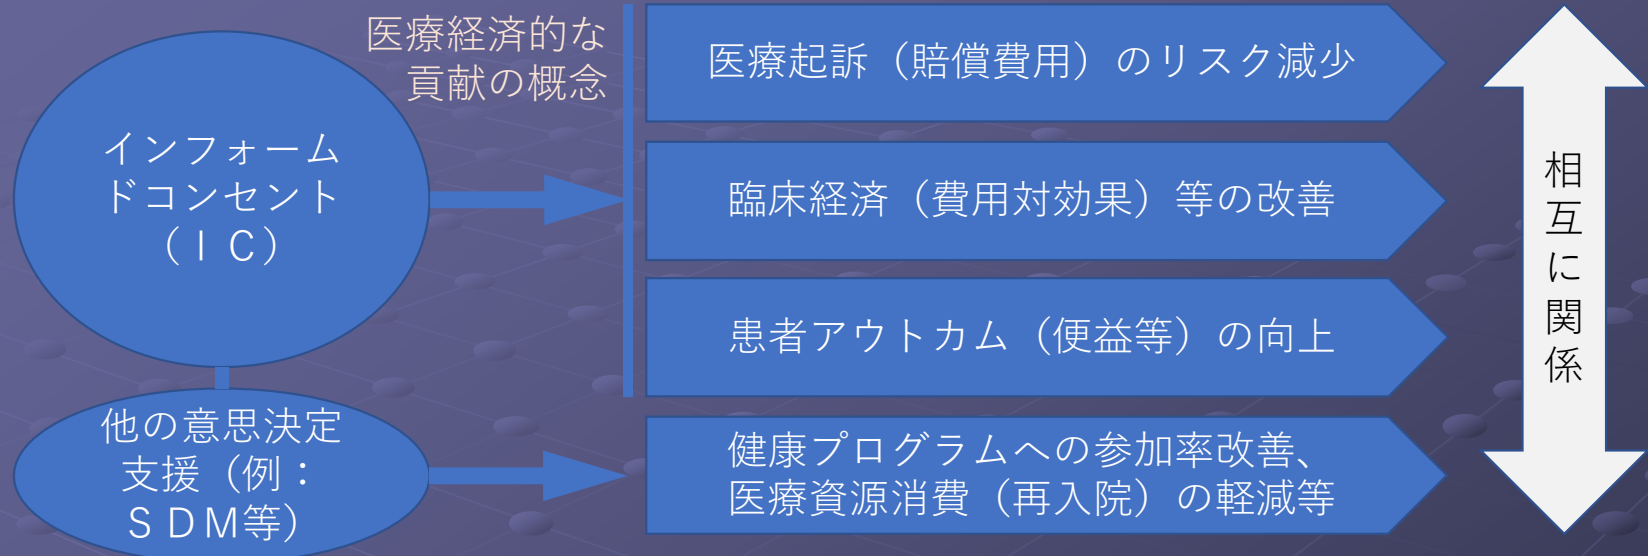 医療経済的な
貢献の概念
インフォーム
ドコンセント
（ＩＣ）
医療起訴（賠償費用）のリスク減少
臨床経済（費用対効果）等の改善
患者アウトカム（便益等）の向上
他の意思決定
支援（例：
ＳＤＭ等）
健康プログラムへの参加率改善、
医療資源消費（再入院）の軽減等
相互に関係